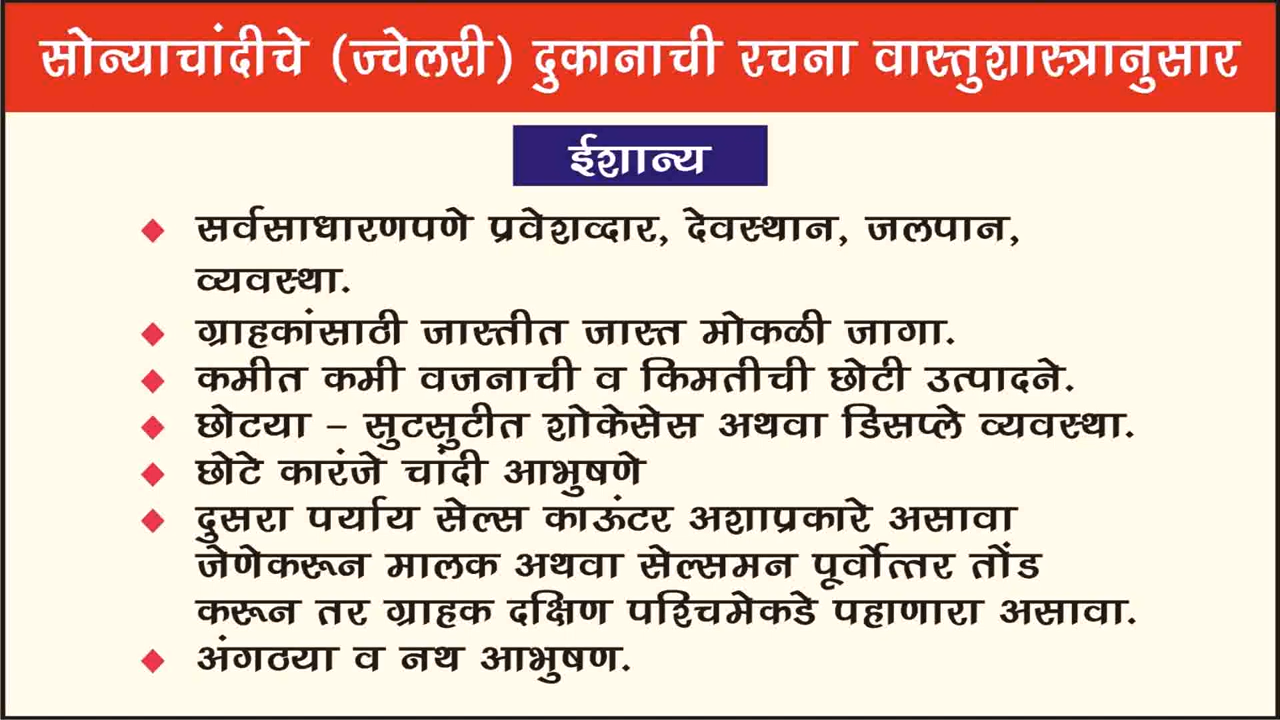 सोन्याचांदीचे (ज्वेलरी) दुकानाची रचना वास्तुशास्त्रानुसार
ईशान्य
◆ सर्वसाधारणपणे प्रवेशव्दार, देवस्थान, जलपान,
व्यवस्था.
◆ ग्राहकांसाठी जास्तीत जास्त मोकळी जागा.
◆ कमीत कमी वजनाची व किमतीची छोटी उत्पादने.
◆ छोटया – सुटसुटीत शोकेसेस अथवा डिसप्ले व्यवस्था.
◆ छोटे कारंजे चांदी आभुषणे
◆ दुसरा पर्याय सेल्स काऊंटर अशाप्रकारे असावा
जेणेकरून मालक अथवा सेल्समन पूर्वोत्तर तोंड
करून तर ग्राहक दक्षिण पश्चिमेकडे पहाणारा असावा.
◆ अंगठया व नथ आभुषण.